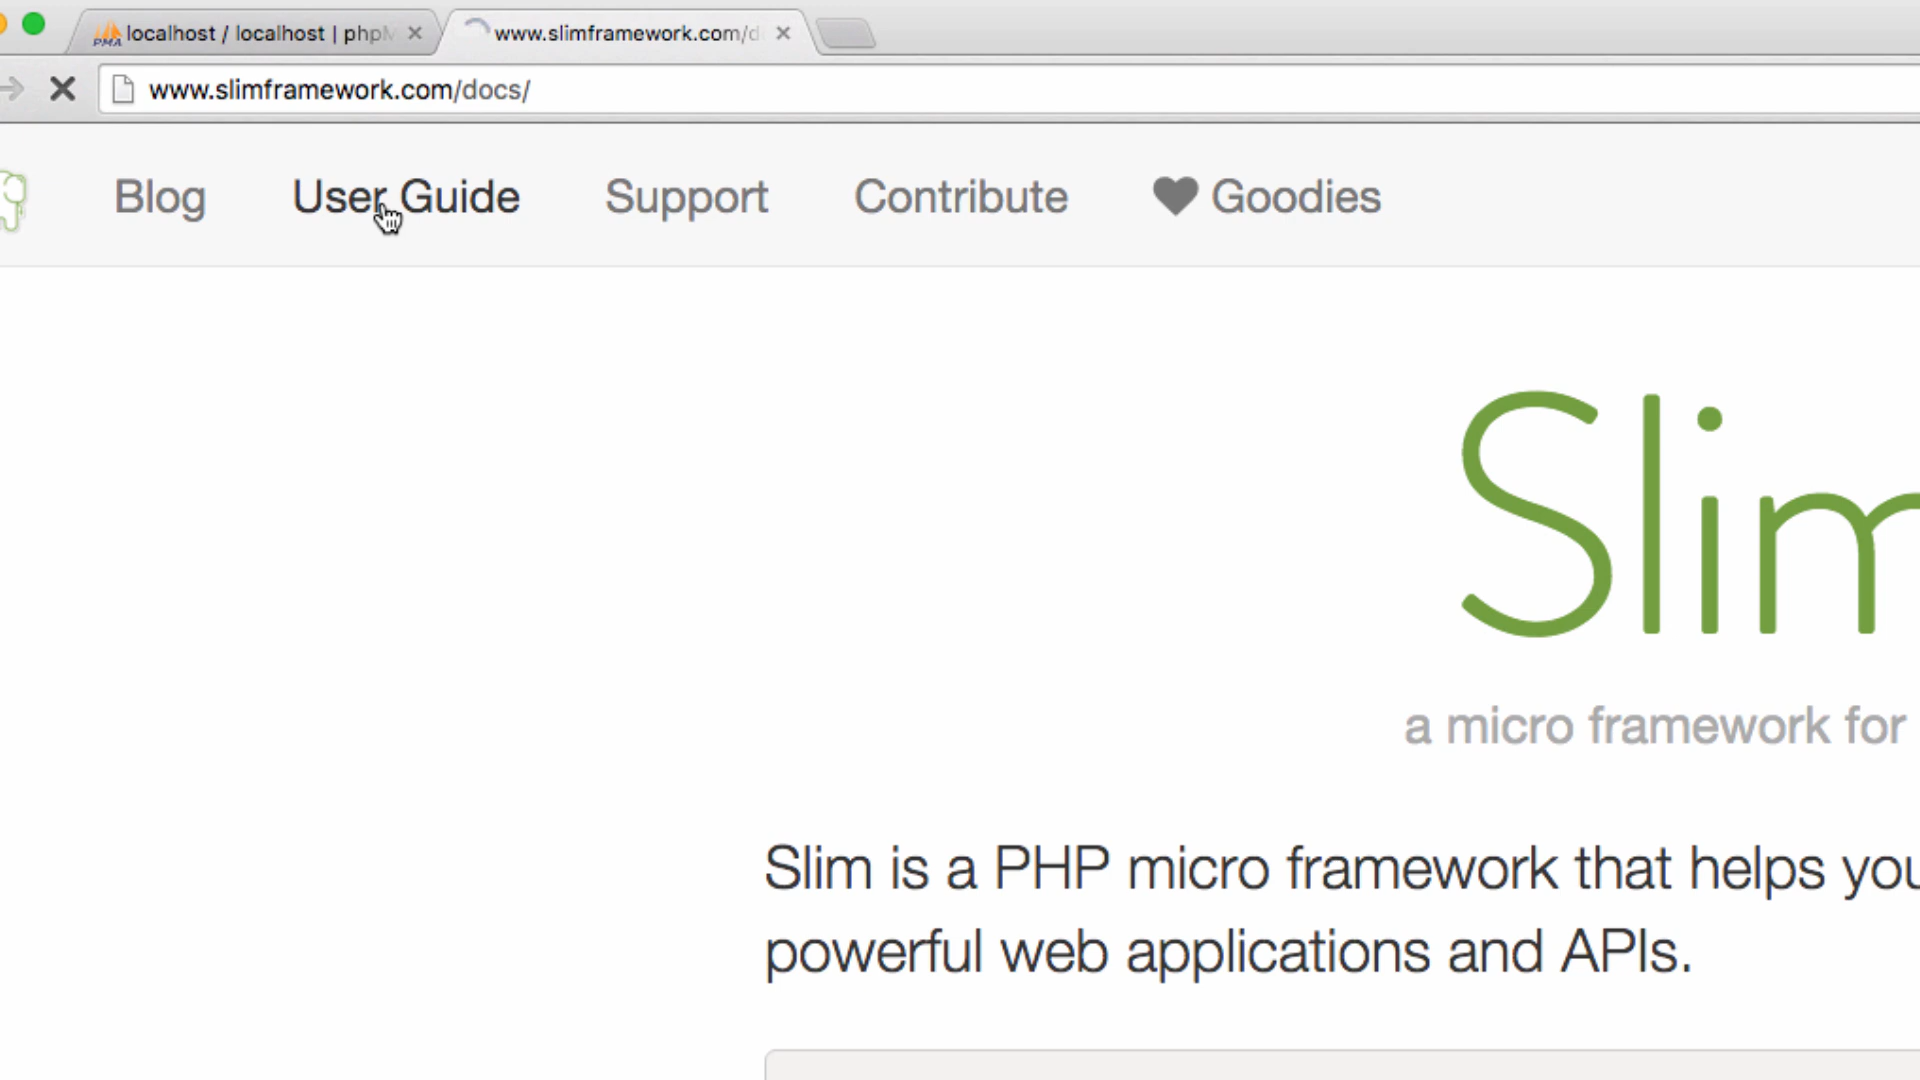 localhost / localhost | php
www.slimframework.com/d
www.slimframework.com/docs/
Blog User Guide Support Contribute Goodies
Slim
a micro framework for
Slim is a PHP micro framework that helps you
powerful web applications and APIs.